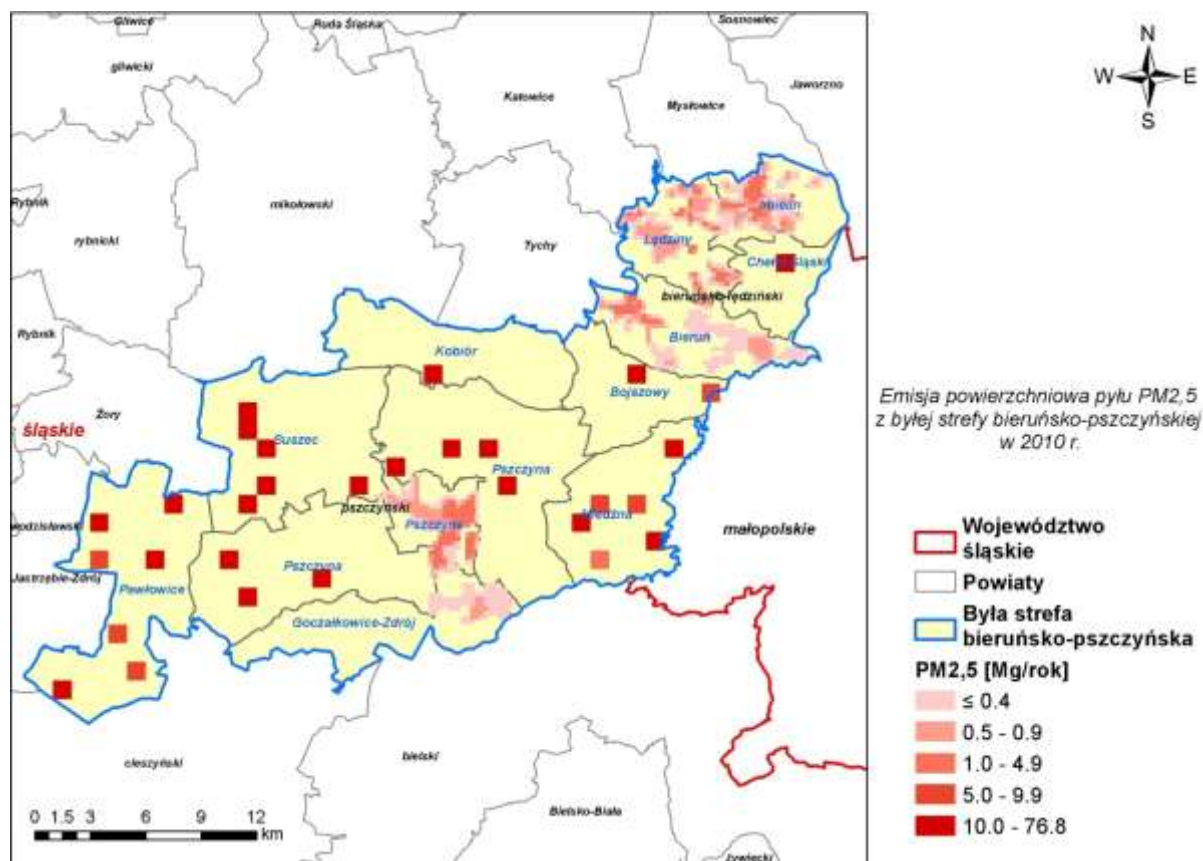 Gliwice
Ruda Śląska
Sosnowiec
gliwicki
Jaworzno
Katowice
Mysłowice
N
W
E
S
Rybnik
mikołowski
rybnicki
Tychy
Imielin
Lędziny
Chełm Śląski
bieruńsko-lędziński
Rybnik
Bieruń
Kobiór
Bojszowy
Żory
śląskie
Suszec
Pszczyna
pszczyński
Pszczyna
Miedźna
małopolskie
Jastrzębie-Zdrój
Pawłowice
Pszczyna
Goczałkowice-Zdrój
cieszyński
bielski
Bielsko-Biała
żywiecki
0 1.5 3 6 9 12
km
Emisja powierzchniowa pyłu PM2,5
z byłej strefy bieruńsko-pszczyńskiej
w 2010 r.
Województwo
śląskie
Powiaty
Była strefa
bieruńsko-pszczyńska
PM2,5 [Mg/rok]
≤ 0.4
0.5 - 0.9
1.0 - 4.9
5.0 - 9.9
10.0 - 76.8